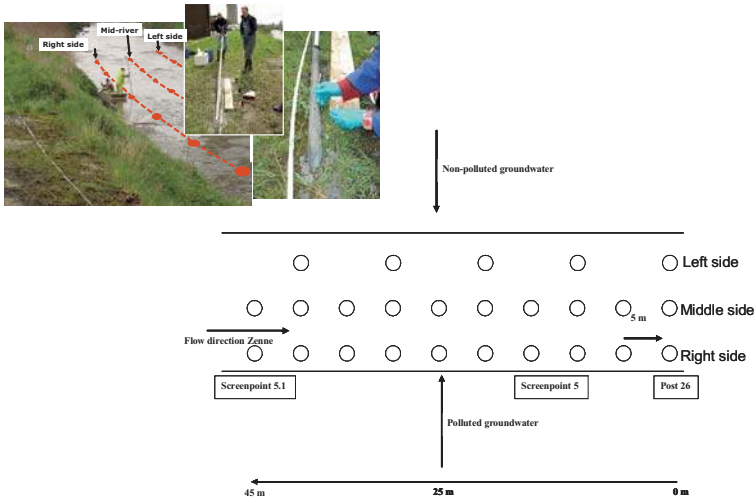 Mid-river
Left side
Right side
Non-polluted groundwater
Left side
Middle side
5 m
Flow direction Zenne
Right side
Screenpoint 5.1
Screenpoint 5
Post 26
Polluted groundwater
45 m
25 m
0 m